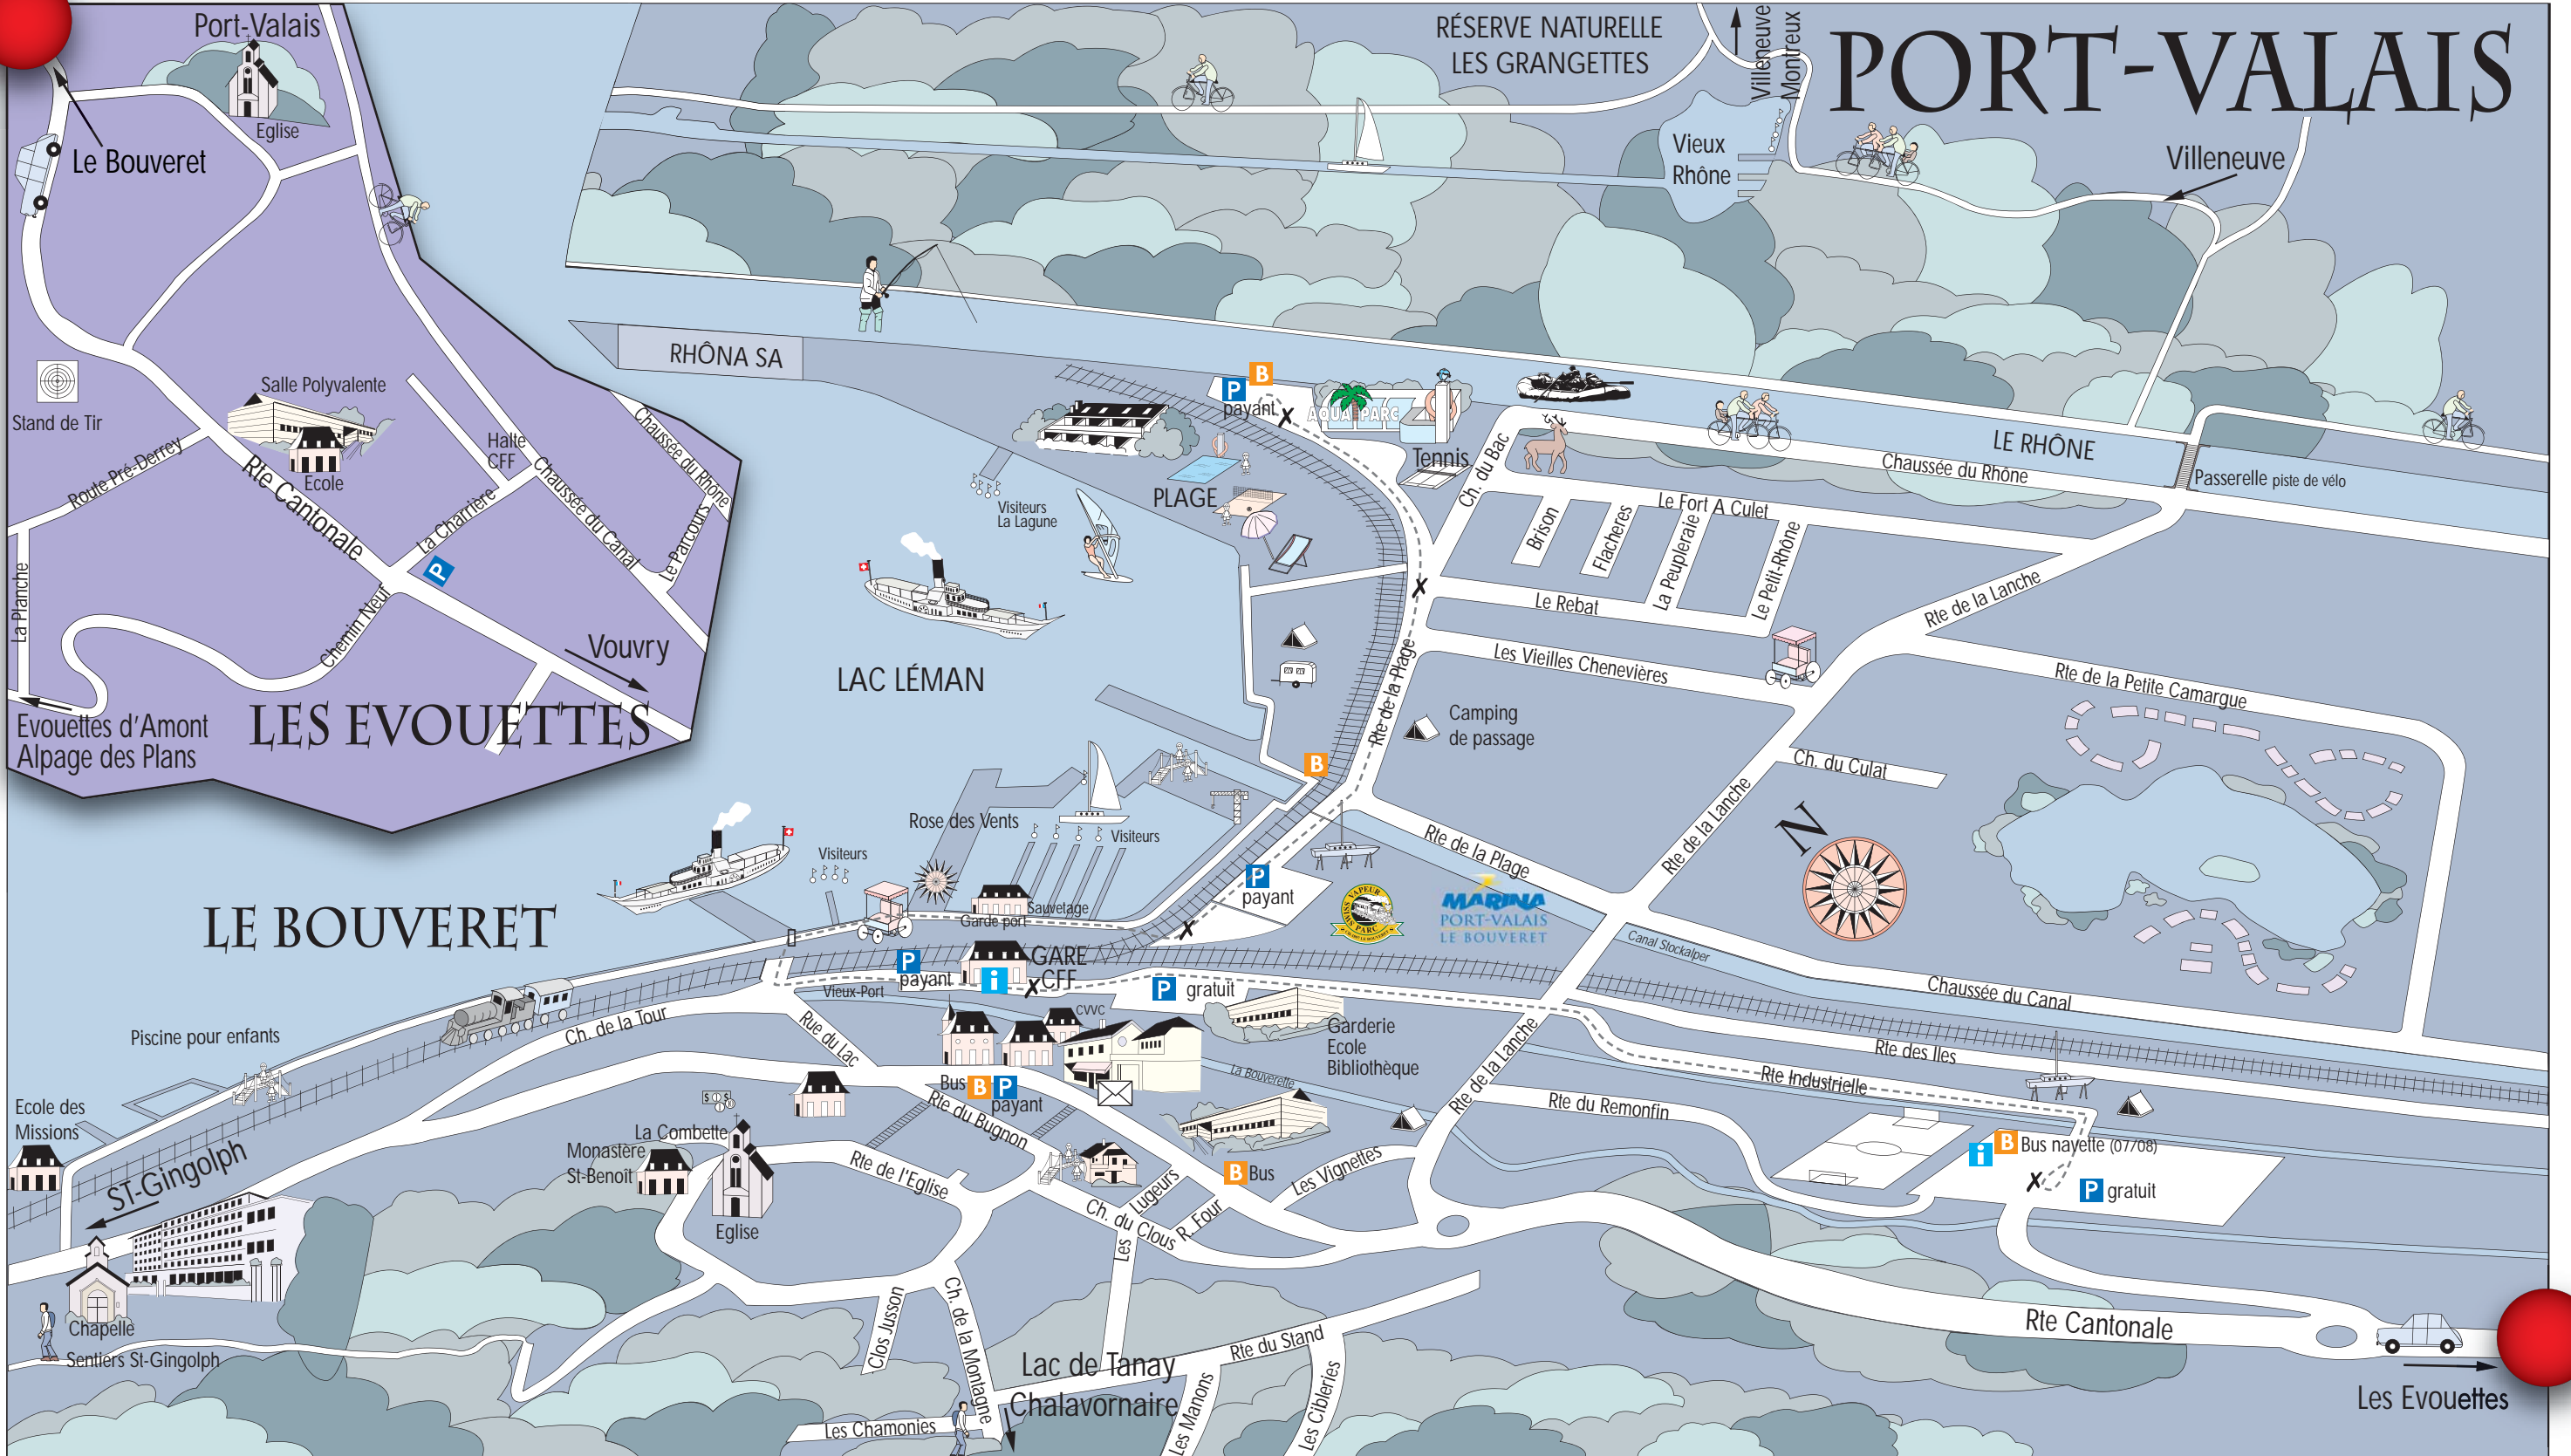 PORT-VALAIS
Port-Valais
Eglise
Le Bouveret
Stand de Tir
Salle Polyvalente
Ecole
Halte
CFF
Route Pré-Derrey
Rte Cantonale
La Charrière
Chaussée du Canal
Chaussée du Rhône
Le Parcours
P
La Planche
Chemin Neuf
Vouvry
Evouettes d'Amont
Alpage des Plans
LES EVOUETTES
RÉSERVE NATURELLE
LES GRANGETTES
Villeneuve
Montreux
Vieux
Rhône
Villeneuve
RHÔNA SA
P
B
payant
AQUA PARC
Tennis
Ch. du Bac
LE RHÔNE
Chaussée du Rhône
Passerelle piste de vélo
Visiteurs
La Lagune
PLAGE
Brison
Flacheres
Le Fort A Culet
La Peupleraie
Le Petit-Rhône
Le Rebat
Les Vieilles Chenevières
Rte de la Lanche
Rte de la Petite Camargue
LAC LÉMAN
Rte de la Plage
Camping
de passage
B
Ch. du Culat
Rte de la Lanche
N
Rose des Vents
Visiteurs
Visiteurs
Rte de la Plage
P
payant
SWISS VAPEUR PARC
MARINA
PORT-VALAIS
LE BOUVERET
LE BOUVERET
Sauvetage
Garde port
GARE
CFF
i
P
payant
Vieux-Port
P gratuit
Canal Stockalper
Chaussée du Canal
CVVC
Garderie
Ecole
Bibliothèque
Piscine pour enfants
Ch. de la Tour
Rue du Lac
Bus B P
payant
La Bouverette
Rte de la Lanche
Rte des Iles
Rte Industrielle
Rte du Remonfin
Ecole des
Missions
ST-Gingolph
La Combette
Monastère
St-Benoît
Eglise
Rte du Bugnon
Rte de l'Eglise
B Bus
Les Vignettes
Les Lugeurs
Ch. du Clous
R. Four
i B Bus navette (07/08)
P gratuit
Chapelle
Sentiers St-Gingolph
Clos Jusson
Ch. de la Montagne
Rte du Stand
Lac de Tanay
Chalavornaire
Les Chamonies
Les Manons
Les Cibleries
Rte Cantonale
Les Evouettes